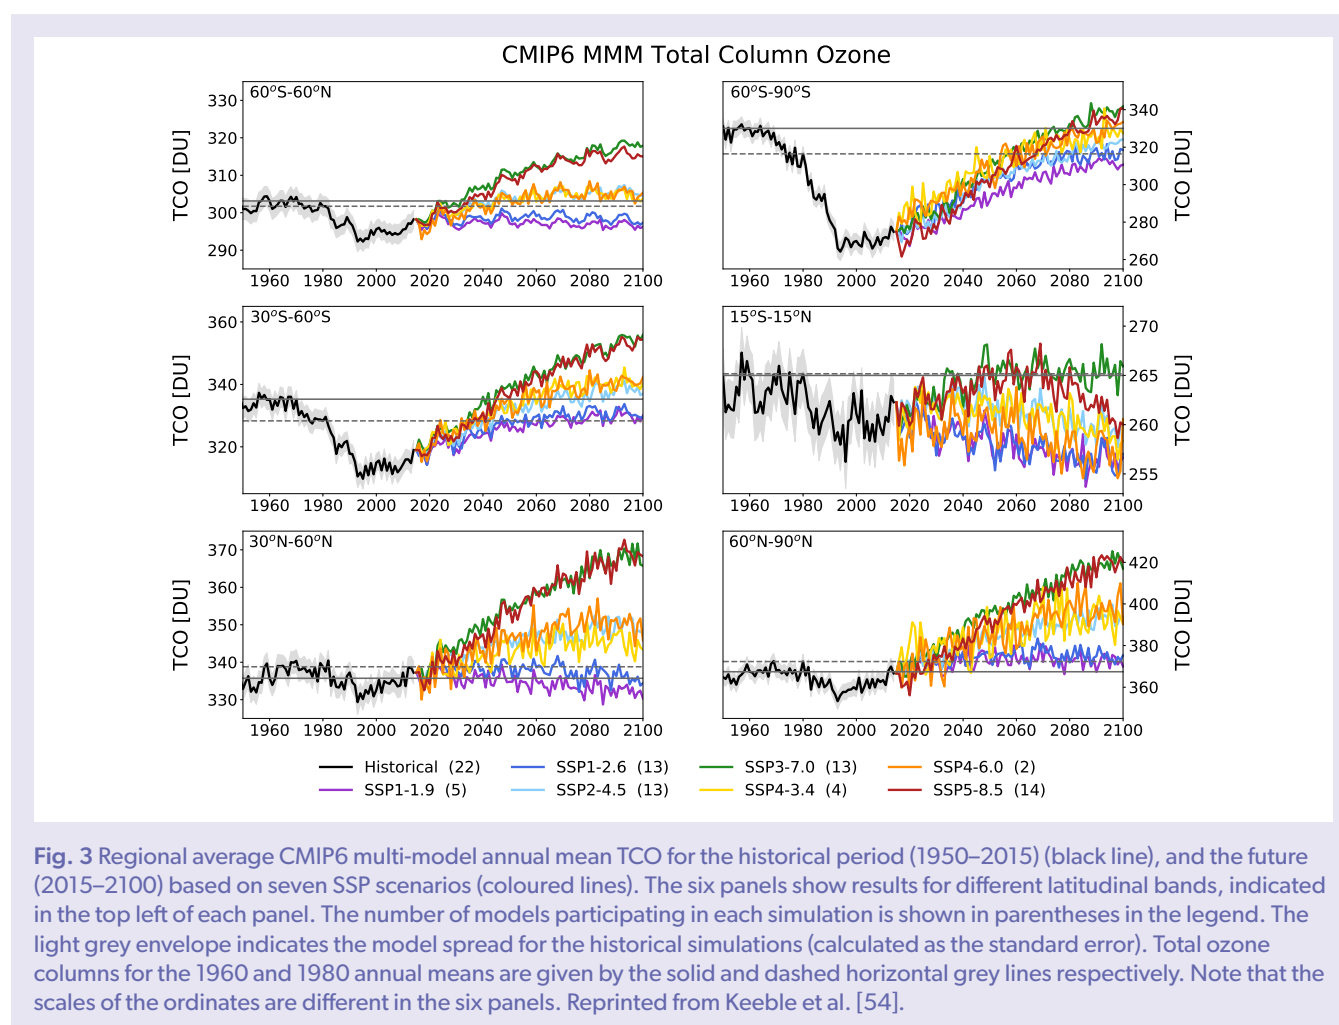 CMIP6 MMM Total Column Ozone
60°S-60°N
TCO [DU]
330
320
310
300
290
1960 1980 2000 2020 2040 2060 2080 2100
60°S-90°S
340
320
300
280
260
TCO [DU]
1960 1980 2000 2020 2040 2060 2080 2100
30°S-60°S
TCO [DU]
360
340
320
1960 1980 2000 2020 2040 2060 2080 2100
15°S-15°N
270
265
260
255
TCO [DU]
1960 1980 2000 2020 2040 2060 2080 2100
30°N-60°N
TCO [DU]
370
360
350
340
330
1960 1980 2000 2020 2040 2060 2080 2100
60°N-90°N
420
400
380
360
TCO [DU]
1960 1980 2000 2020 2040 2060 2080 2100
Historical (22) SSP1-2.6 (13) SSP3-7.0 (13) SSP4-6.0 (2)
SSP1-1.9 (5) SSP2-4.5 (13) SSP4-3.4 (4) SSP5-8.5 (14)
Fig. 3 Regional average CMIP6 multi-model annual mean TCO for the historical period (1950–2015) (black line), and the future
(2015–2100) based on seven SSP scenarios (coloured lines). The six panels show results for different latitudinal bands, indicated
in the top left of each panel. The number of models participating in each simulation is shown in parentheses in the legend. The
light grey envelope indicates the model spread for the historical simulations (calculated as the standard error). Total ozone
columns for the 1960 and 1980 annual means are given by the solid and dashed horizontal grey lines respectively. Note that the
scales of the ordinates are different in the six panels. Reprinted from Keeble et al. [54].